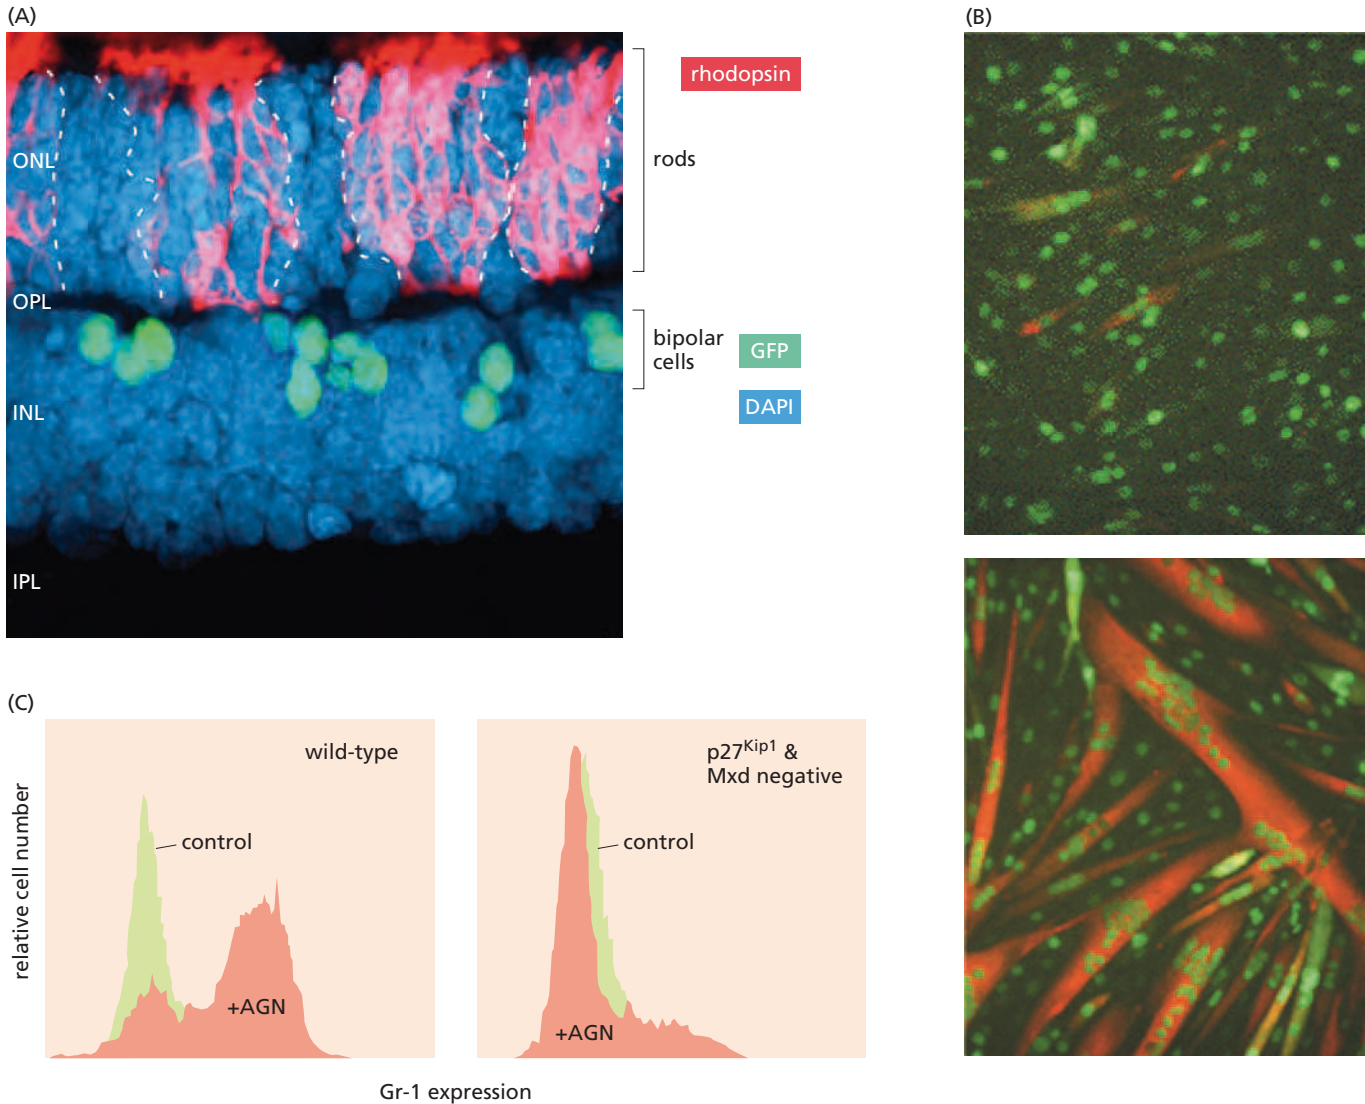 (A)
rhodopsin
ONL
rods
OPL
bipolar
cells
GFP
DAPI
INL
IPL
(B)
(C)
wild-type
control
+AGN
p27Kip1 &
Mxd negative
control
+AGN
relative cell number
Gr-1 expression